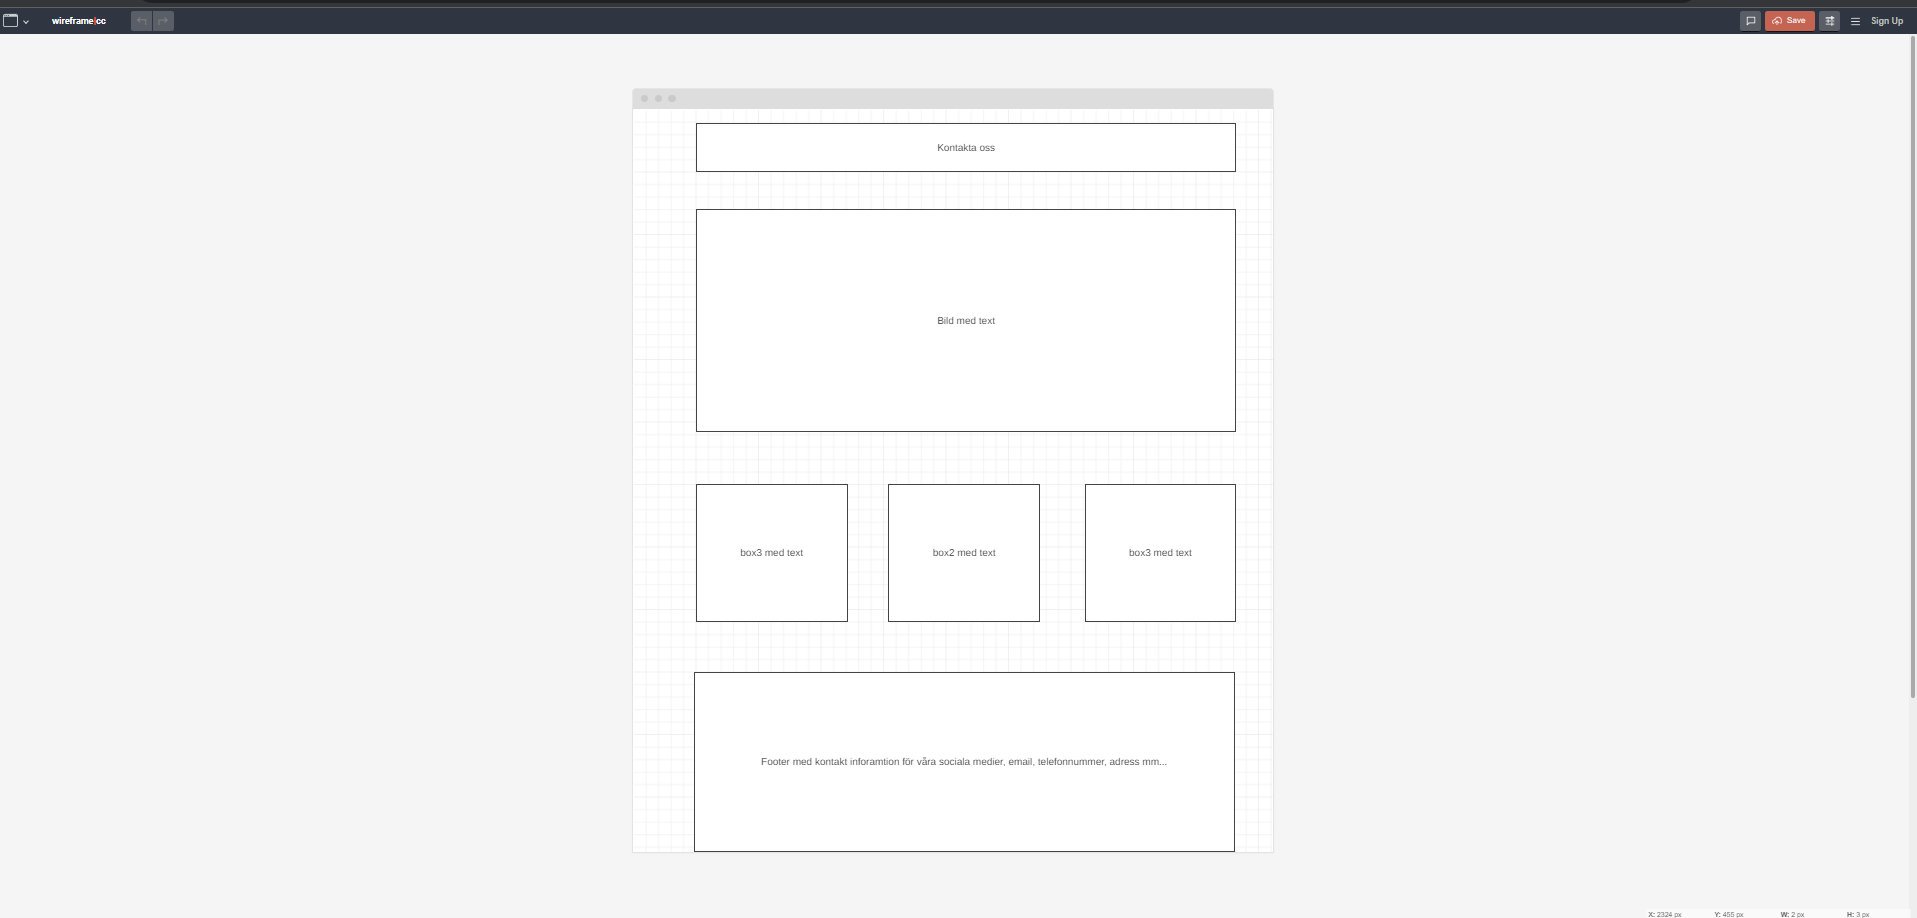 wireframe|cc
Save
Sign Up
Kontakta oss
Bild med text
box3 med text
box2 med text
box3 med text
Footer med kontakt inforamtion för våra sociala medier, email, telefonnummer, adress mm...
X: 2324 px Y: 455 px W: 2 px H: 3 px